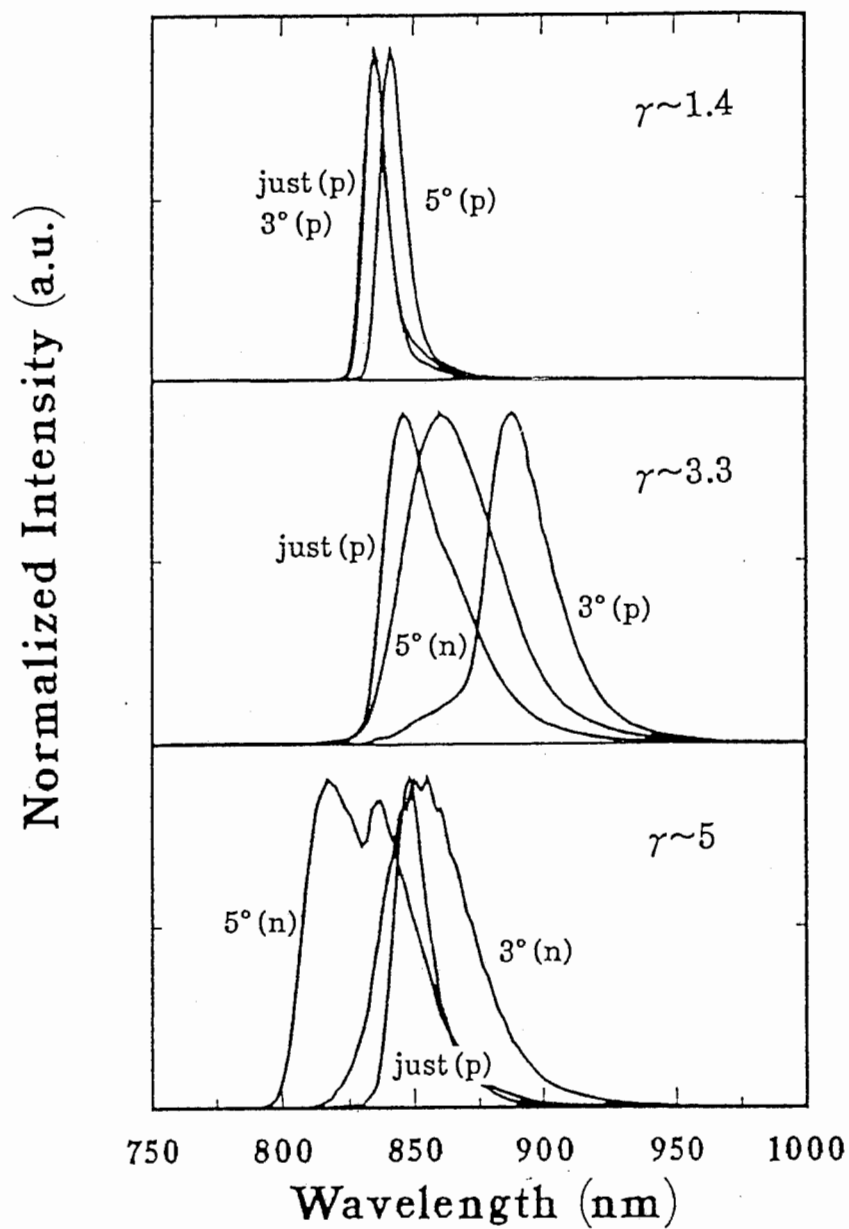 Normalized Intensity (a.u.)
γ~1.4
just(p)
3°(p)
5°(p)
γ~3.3
just(p)
5°(n)
3°(p)
γ~5
5°(n)
3°(n)
just(p)
750 800 850 900 950 1000
Wavelength (nm)